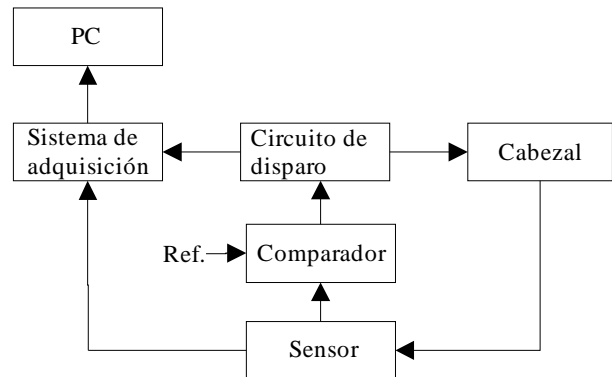 PC
Sistema de
adquisición
Circuito de
disparo
Cabezal
Ref.
Comparador
Sensor